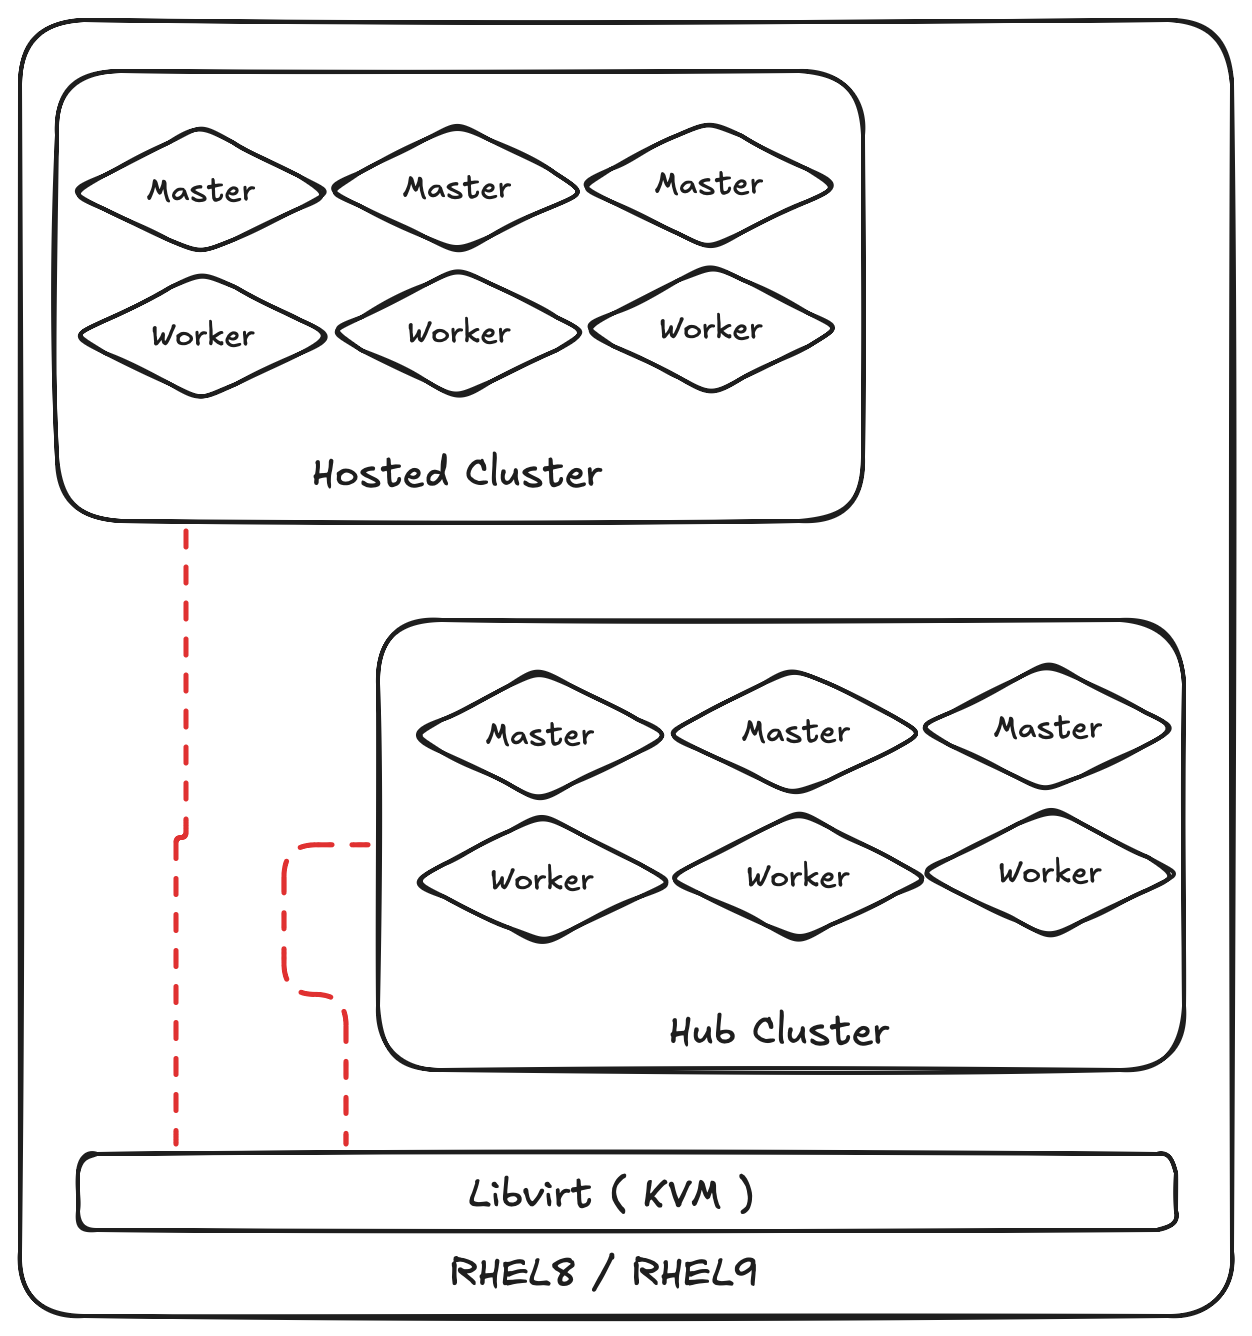 Master Master Master
Worker Worker Worker
Hosted Cluster
Master Master Master
Worker Worker Worker
Hub Cluster
Libvirt ( KVM )
RHEL8 / RHEL9